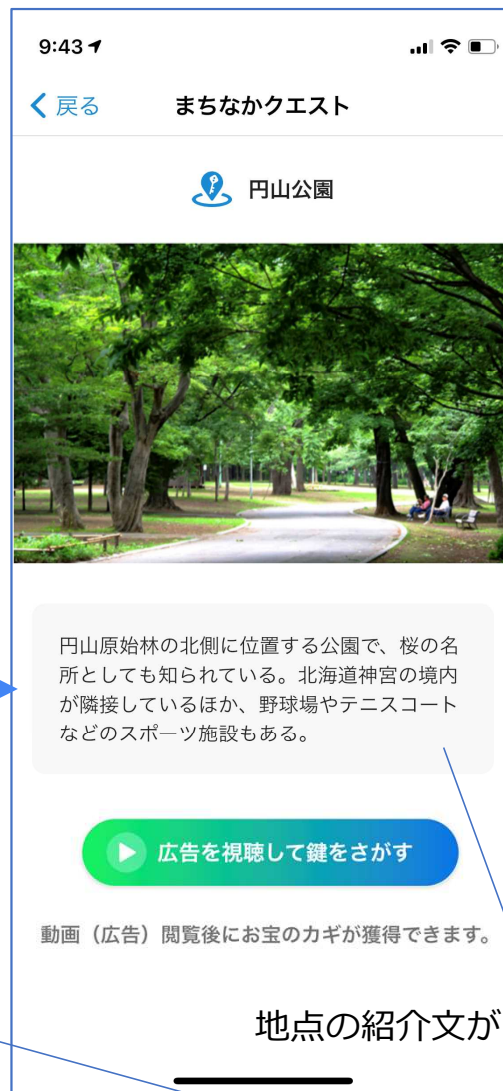 9:43
戻る
まちなかクエスト
円山公園
円山原始林の北側に位置する公園で、桜の名
所としても知られている。北海道神宮の境内
が隣接しているほか、野球場やテニスコート
などのスポ―ツ施設もある。
広告を視聴して鍵をさがす
動画（広告）閲覧後にお宝のカギが獲得できます。
地点の紹介文が